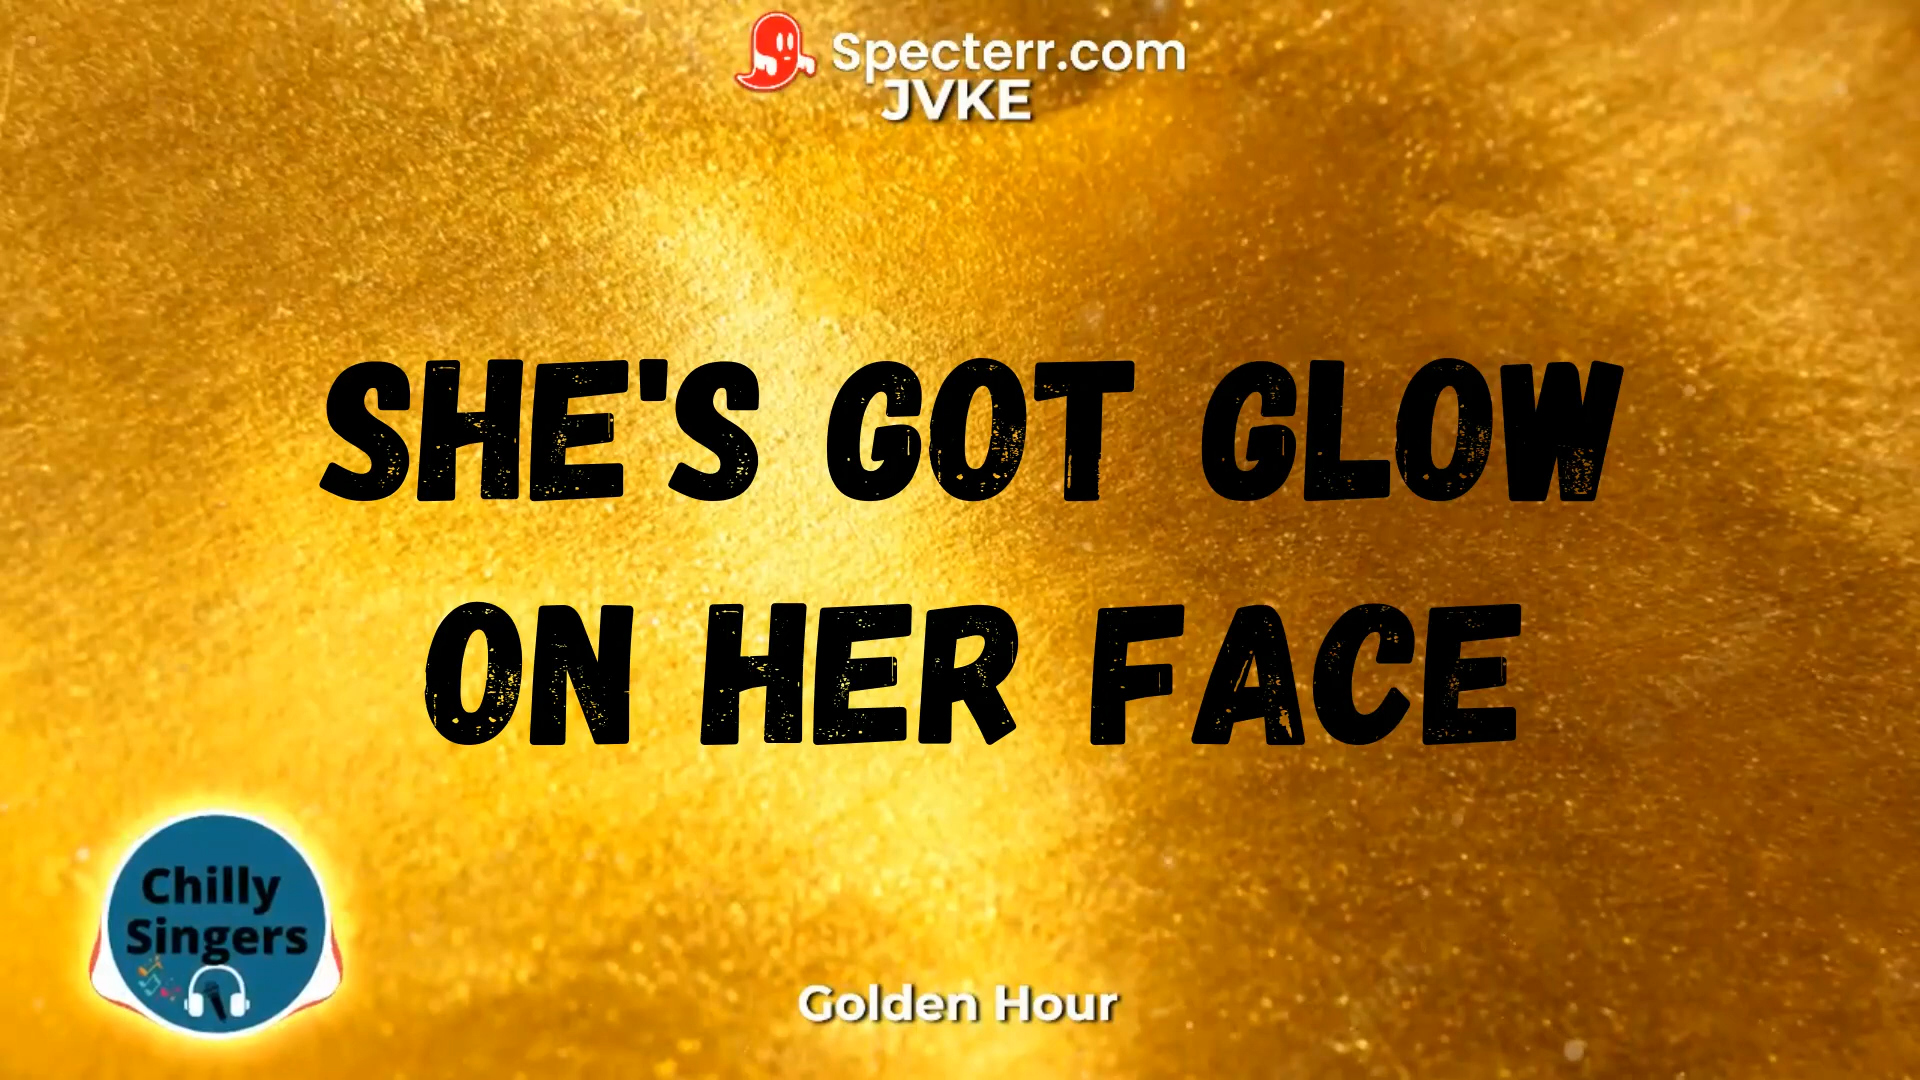 Specterr.com
JVKE
SHE'S GOT GLOW
ON HER FACE
Chilly
Singers
Golden Hour